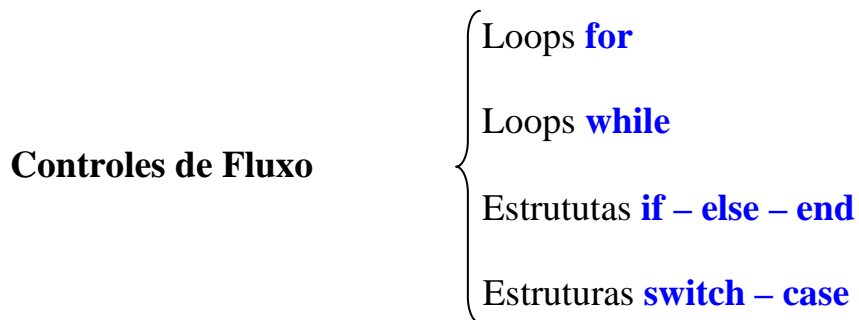 Loops for
Loops while
Controles de Fluxo
Estrututas if – else – end
Estruturas switch – case